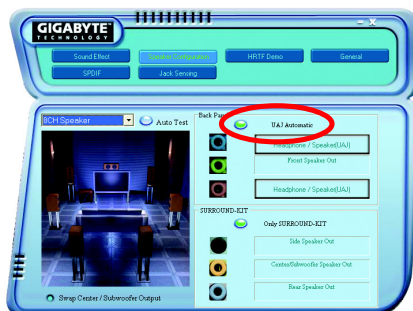 GIGABYTE™
TECHNOLOGY
Sound Effect
Speaker Configuration
HRTF Demo
General
SPDIF
Jack Sensing
8CH Speaker
Auto Test
Back Pan
UAJ Automatic
Headphone / Speaker(UAJ)
Front Speaker Out
Headphone / Speaker(UAJ)
SURROUND-KIT
Only SURROUND-KIT
Side Speaker Out
Center/Subwoofer Speaker Out
Rear Speaker Out
Swap Center / Subwoofer Output